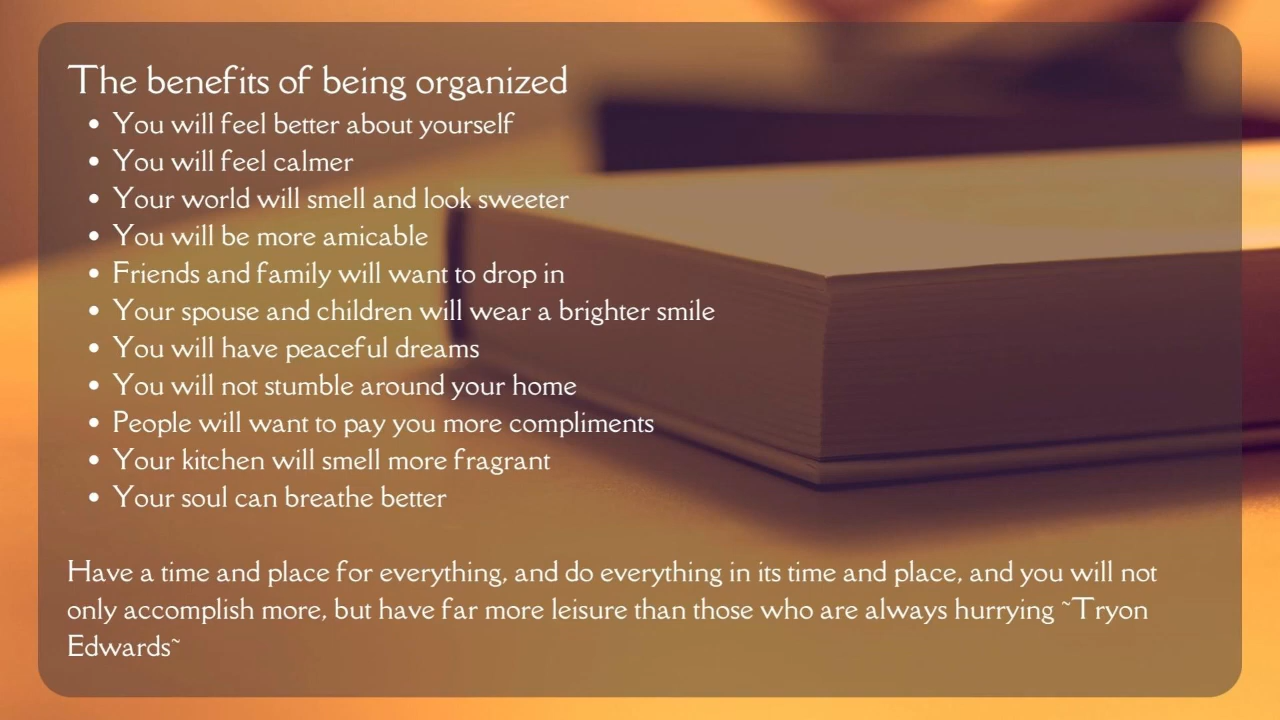 The benefits of being organized
• You will feel better about yourself
• You will feel calmer
• Your world will smell and look sweeter
• You will be more amicable
• Friends and family will want to drop in
• Your spouse and children will wear a brighter smile
• You will have peaceful dreams
• You will not stumble around your home
• People will want to pay you more compliments
• Your kitchen will smell more fragrant
• Your soul can breathe better
Have a time and place for everything, and do everything in its time and place, and you will not
only accomplish more, but have far more leisure than those who are always hurrying ~Tryon
Edwards~